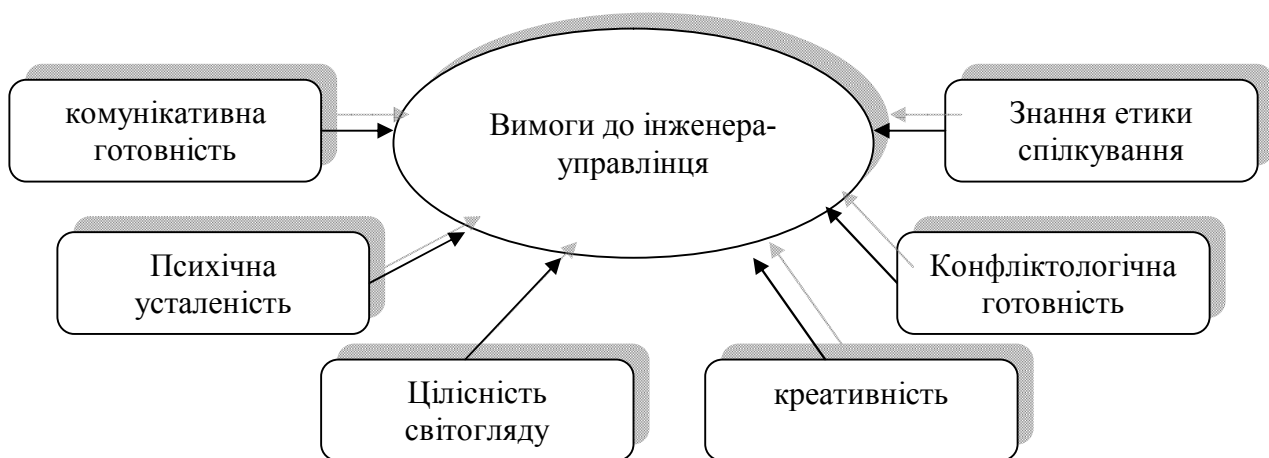 комунікативна
готовність
Вимоги до інженера-
управлінця
Знання етики
спілкування
Психічна
усталеність
Конфліктологічна
готовність
Цілісність
світогляду
креативність